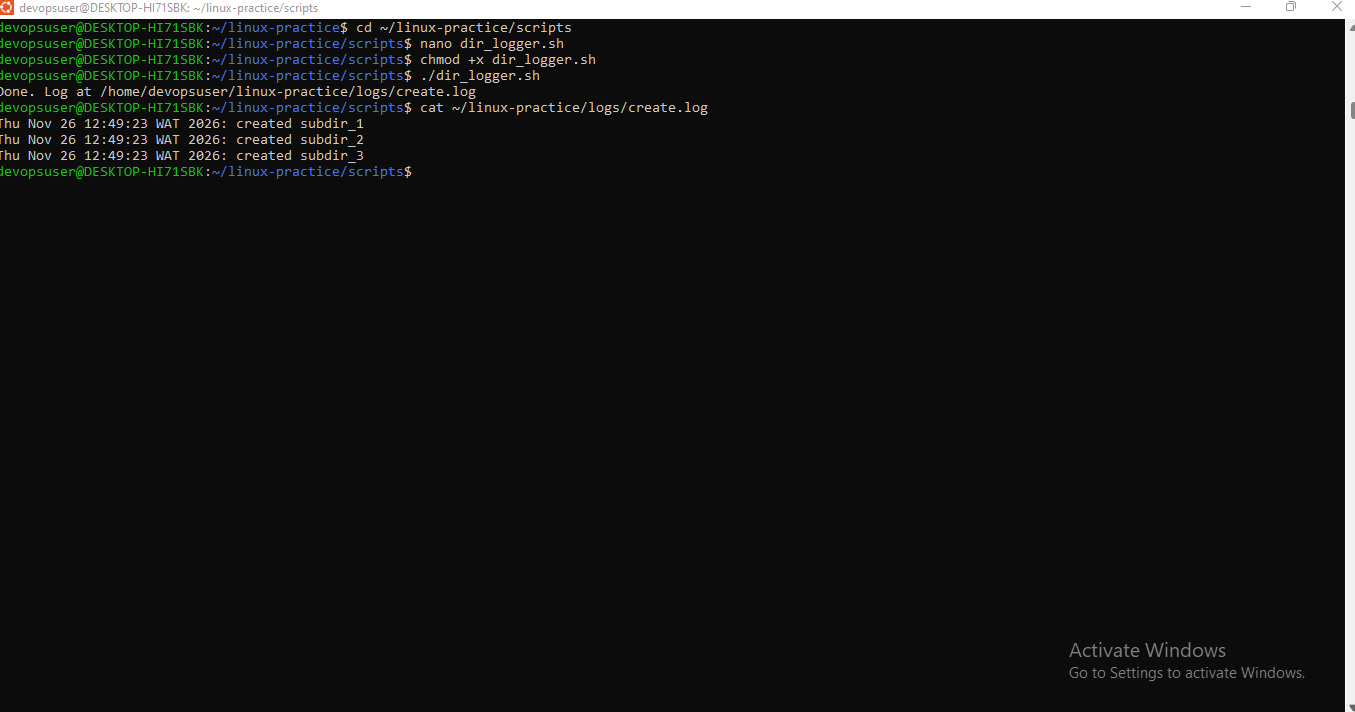 devopsuser@DESKTOP-HI71SBK: ~/linux-practice/scripts
devopsuser@DESKTOP-HI71SBK:~/linux-practice$ cd ~/linux-practice/scripts
devopsuser@DESKTOP-HI71SBK:~/linux-practice/scripts$ nano dir_logger.sh
devopsuser@DESKTOP-HI71SBK:~/linux-practice/scripts$ chmod +x dir_logger.sh
devopsuser@DESKTOP-HI71SBK:~/linux-practice/scripts$ ./dir_logger.sh
Done. Log at /home/devopsuser/linux-practice/logs/create.log
devopsuser@DESKTOP-HI71SBK:~/linux-practice/scripts$ cat ~/linux-practice/logs/create.log
Thu Nov 26 12:49:23 WAT 2026: created subdir_1
Thu Nov 26 12:49:23 WAT 2026: created subdir_2
Thu Nov 26 12:49:23 WAT 2026: created subdir_3
devopsuser@DESKTOP-HI71SBK:~/linux-practice/scripts$
Activate Windows
Go to Settings to activate Windows.